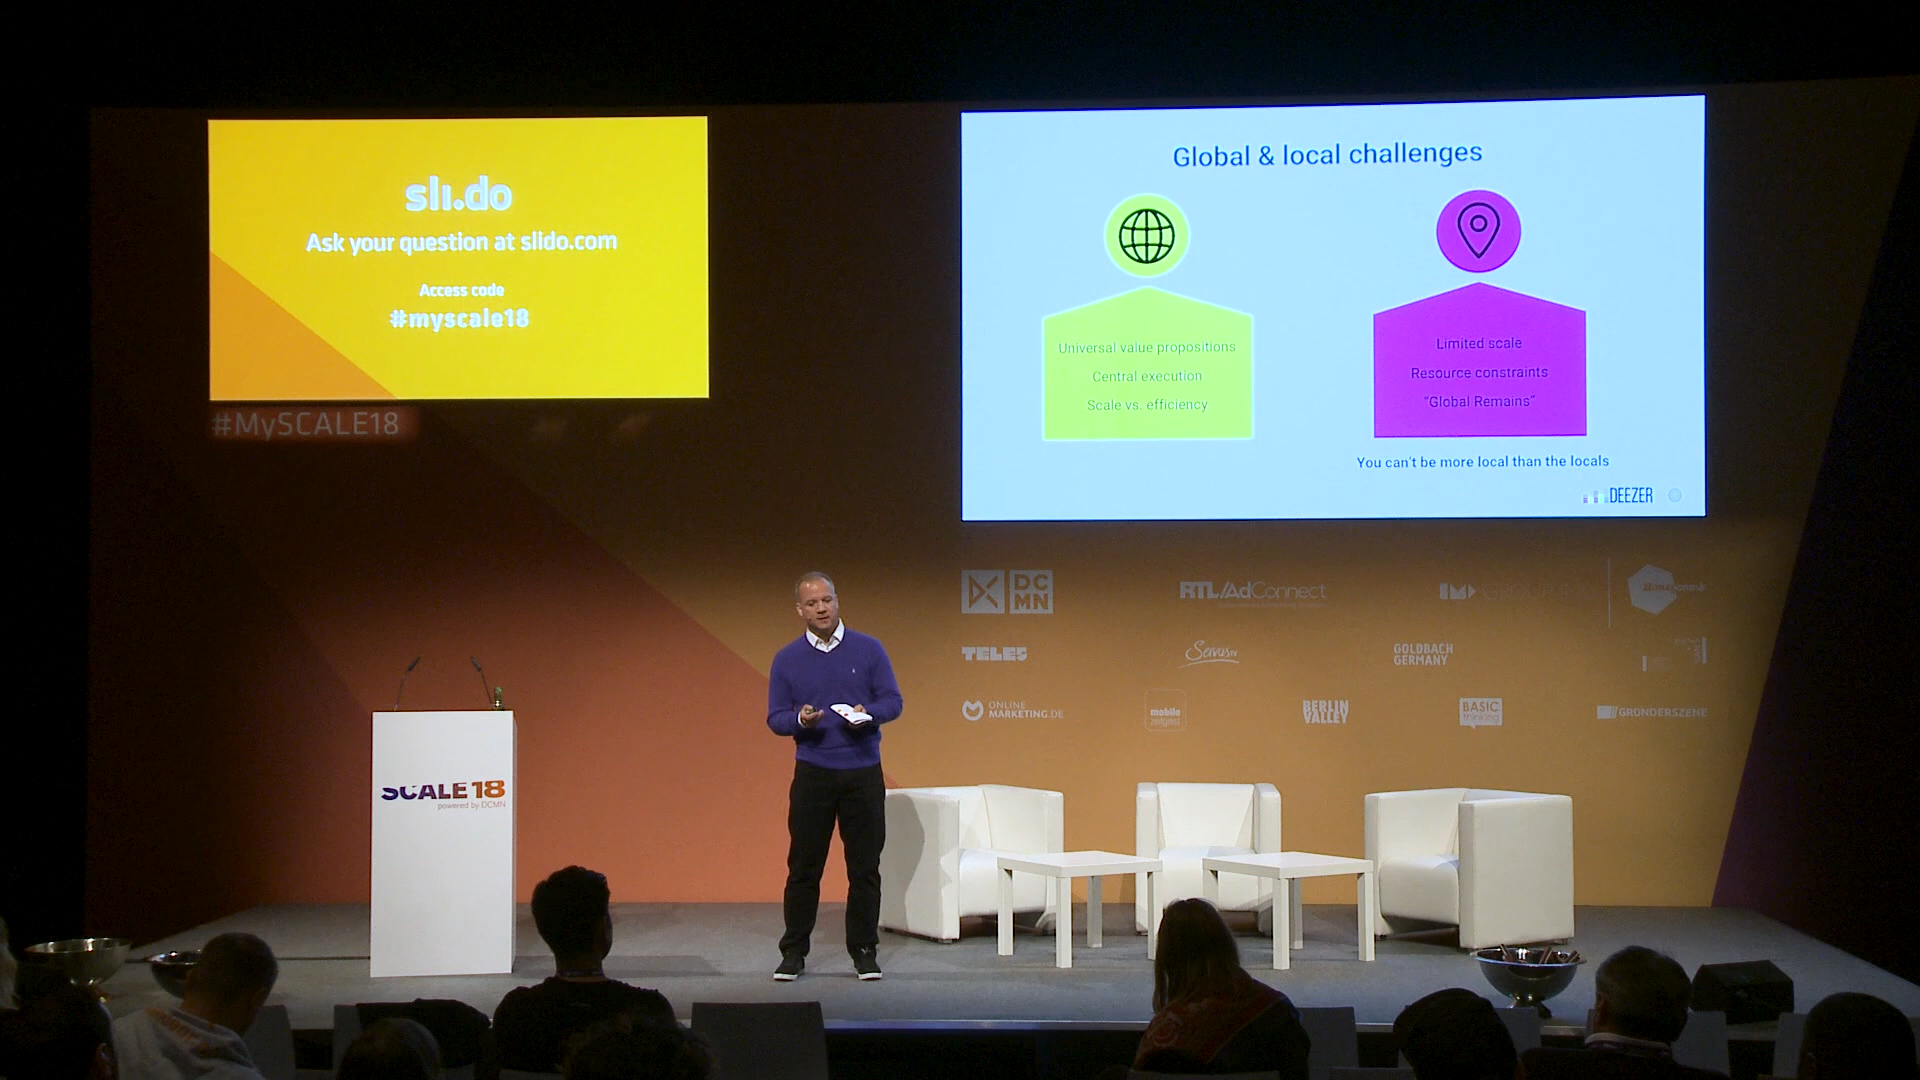 sli.do
Ask your question at slido.com
Access code
#myscale18
#MySCALE18
Global & local challenges
Universal value propositions
Central execution
Scale vs. efficiency
Limited scale
Resource constraints
“Global Remains”
You can't be more local than the locals
DEEZER
DC
MN
RTL/AdConnect
TELE5
ServusTV
GOLDBACH
GERMANY
ONLINE
MARKETING.DE
mobile
zeitgeist
BERLIN
VALLEY
BASIC
thinking
GRÜNDERSZENE
SCALE 18
powered by DCMN